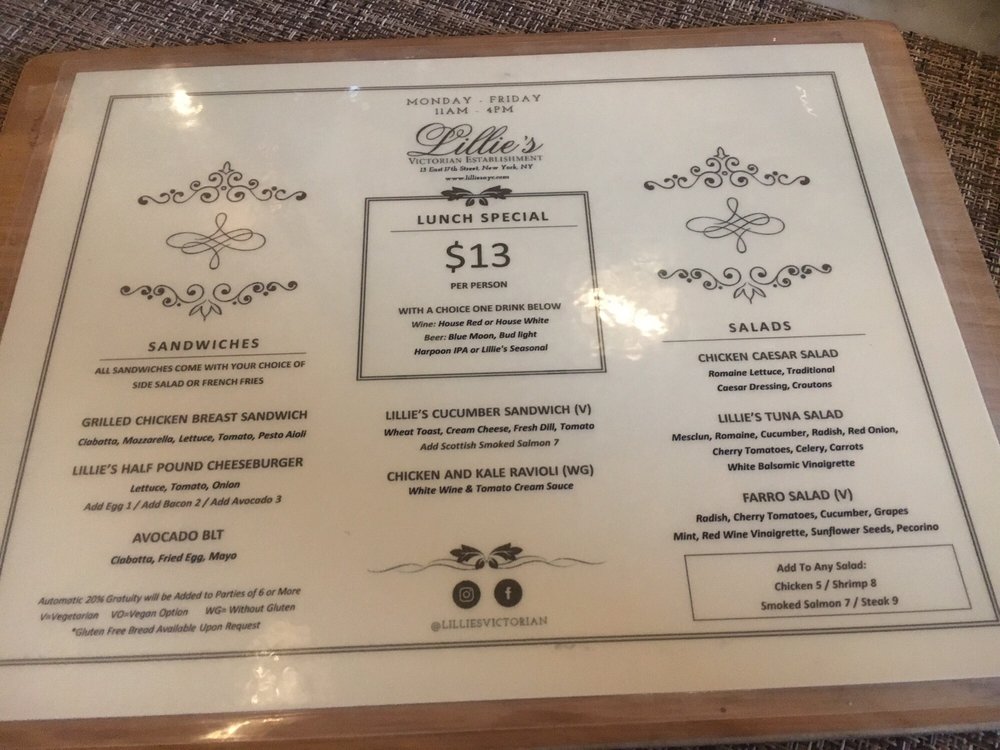 MONDAY - FRIDAY
11AM - 4PM
Lillie's
VICTORIAN ESTABLISHMENT
13 East 17th Street, New York, NY
www.lilliesnyc.com
LUNCH SPECIAL
$13
PER PERSON
WITH A CHOICE ONE DRINK BELOW
Wine: House Red or House White
Beer: Blue Moon, Bud light
Harpoon IPA or Lillie's Seasonal
SANDWICHES
ALL SANDWICHES COME WITH YOUR CHOICE OF
SIDE SALAD OR FRENCH FRIES
GRILLED CHICKEN BREAST SANDWICH
Ciabatta, Mozzarella, Lettuce, Tomato, Pesto Aioli
LILLIE'S HALF POUND CHEESEBURGER
Lettuce, Tomato, Onion
Add Egg 1 / Add Bacon 2 / Add Avocado 3
AVOCADO BLT
Ciabatta, Fried Egg, Mayo
Automatic 20% Gratuity will be Added to Parties of 6 or More
V=Vegetarian VO=Vegan Option WG= Without Gluten
*Gluten Free Bread Available Upon Request
LILLIE'S CUCUMBER SANDWICH (V)
Wheat Toast, Cream Cheese, Fresh Dill, Tomato
Add Scottish Smoked Salmon 7
CHICKEN AND KALE RAVIOLI (WG)
White Wine & Tomato Cream Sauce
@LILLIESVICTORIAN
SALADS
CHICKEN CAESAR SALAD
Romaine Lettuce, Traditional
Caesar Dressing, Croutons
LILLIE'S TUNA SALAD
Mesclun, Romaine, Cucumber, Radish, Red Onion,
Cherry Tomatoes, Celery, Carrots
White Balsamic Vinaigrette
FARRO SALAD (V)
Radish, Cherry Tomatoes, Cucumber, Grapes
Mint, Red Wine Vinaigrette, Sunflower Seeds, Pecorino
Add To Any Salad:
Chicken 5 / Shrimp 8
Smoked Salmon 7 / Steak 9